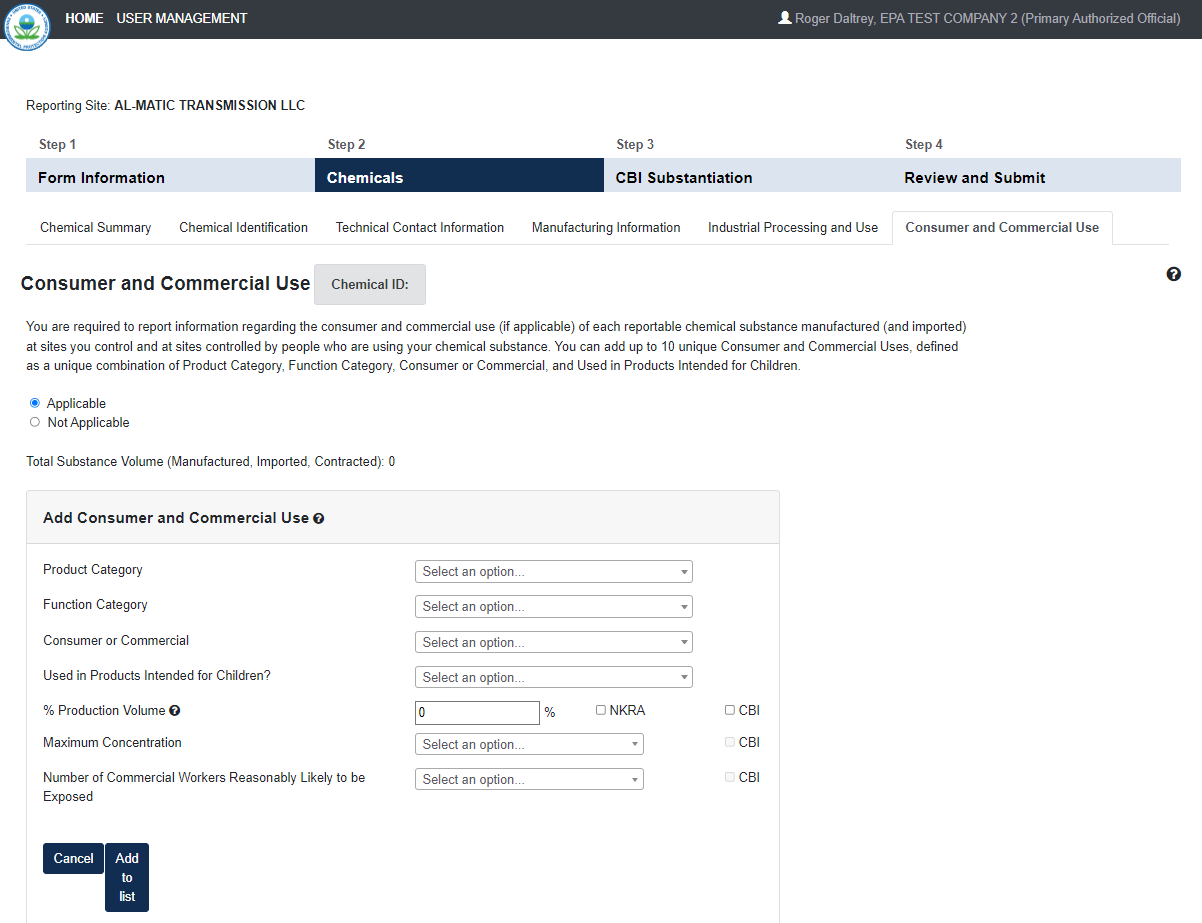 HOME USER MANAGEMENT
Roger Daltrey, EPA TEST COMPANY 2 (Primary Authorized Official)
Reporting Site: AL-MATIC TRANSMISSION LLC
Step 1 Step 2 Step 3 Step 4
Form Information Chemicals CBI Substantiation Review and Submit
Chemical Summary Chemical Identification Technical Contact Information Manufacturing Information Industrial Processing and Use Consumer and Commercial Use
Consumer and Commercial Use Chemical ID:
You are required to report information regarding the consumer and commercial use (if applicable) of each reportable chemical substance manufactured (and imported)
at sites you control and at sites controlled by people who are using your chemical substance. You can add up to 10 unique Consumer and Commercial Uses, defined
as a unique combination of Product Category, Function Category, Consumer or Commercial, and Used in Products Intended for Children.
Applicable
Not Applicable
Total Substance Volume (Manufactured, Imported, Contracted): 0
Add Consumer and Commercial Use
Product Category Select an option...
Function Category Select an option...
Consumer or Commercial Select an option...
Used in Products Intended for Children? Select an option...
% Production Volume 0 % NKRA CBI
Maximum Concentration Select an option... CBI
Number of Commercial Workers Reasonably Likely to be Select an option... CBI
Exposed
Cancel Add
to
list